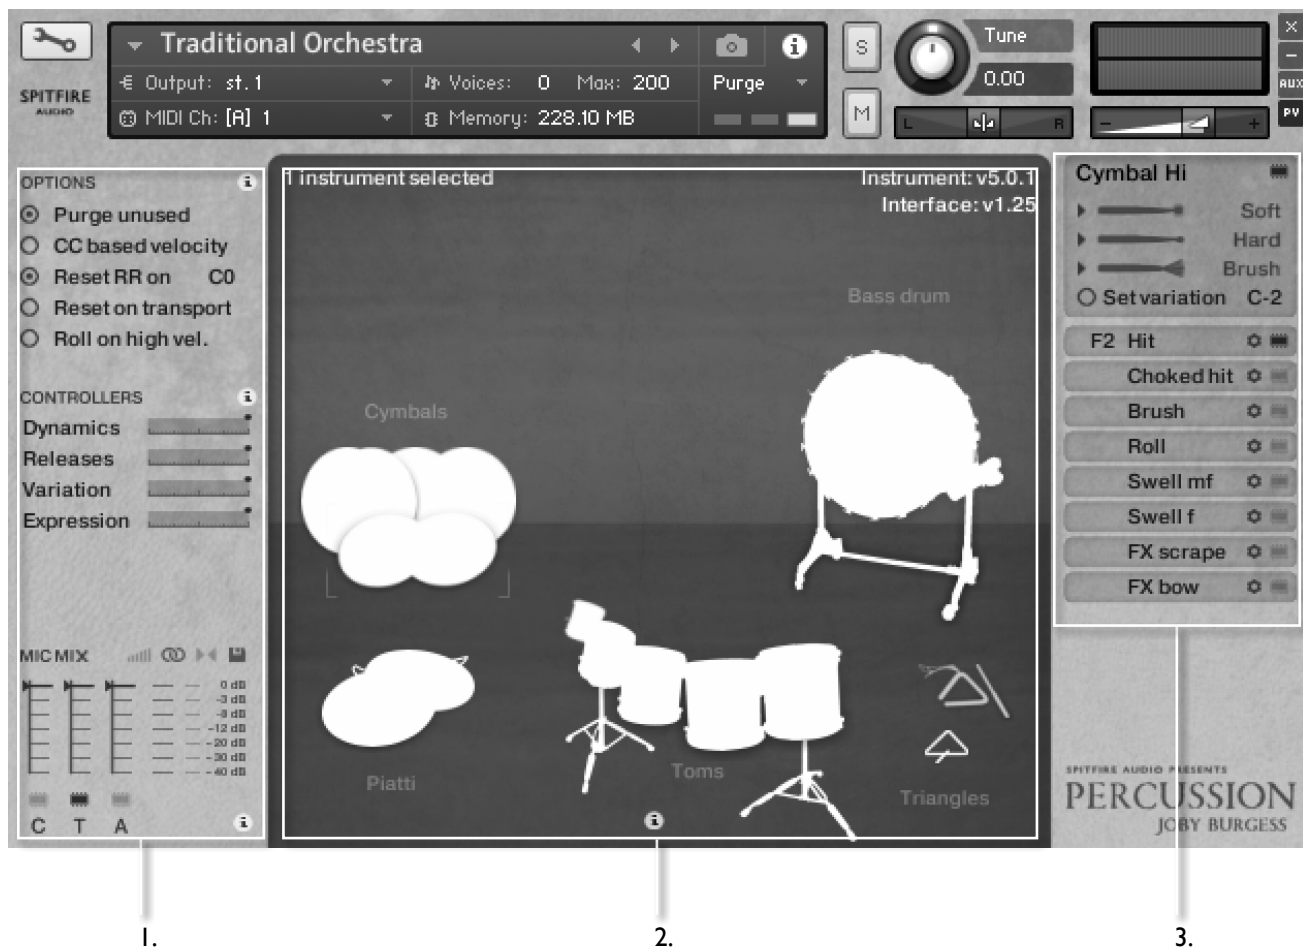 Traditional Orchestra
SPITFIRE
AUDIO
Output: st.1
Voices: 0 Max: 200
Purge
MIDI Ch: [A] 1
Memory: 228.10 MB
S
M
Tune
0.00
L
R
-
+
X
-
AUX
PV
OPTIONS
Purge unused
CC based velocity
Reset RR on C0
Reset on transport
Roll on high vel.
CONTROLLERS
Dynamics
Releases
Variation
Expression
MIC MIX
0 dB
-3 dB
-8 dB
-12 dB
-20 dB
-30 dB
-40 dB
C T A
1 instrument selected
Instrument: v5.0.1
Interface: v1.25
Bass drum
Cymbals
Piatti
Toms
Triangles
Cymbal Hi
Soft
Hard
Brush
Set variation C-2
F2 Hit
Choked hit
Brush
Roll
Swell mf
Swell f
FX scrape
FX bow
SPITFIRE AUDIO PRESENTS
PERCUSSION
JOBY BURGESS
1.
2.
3.